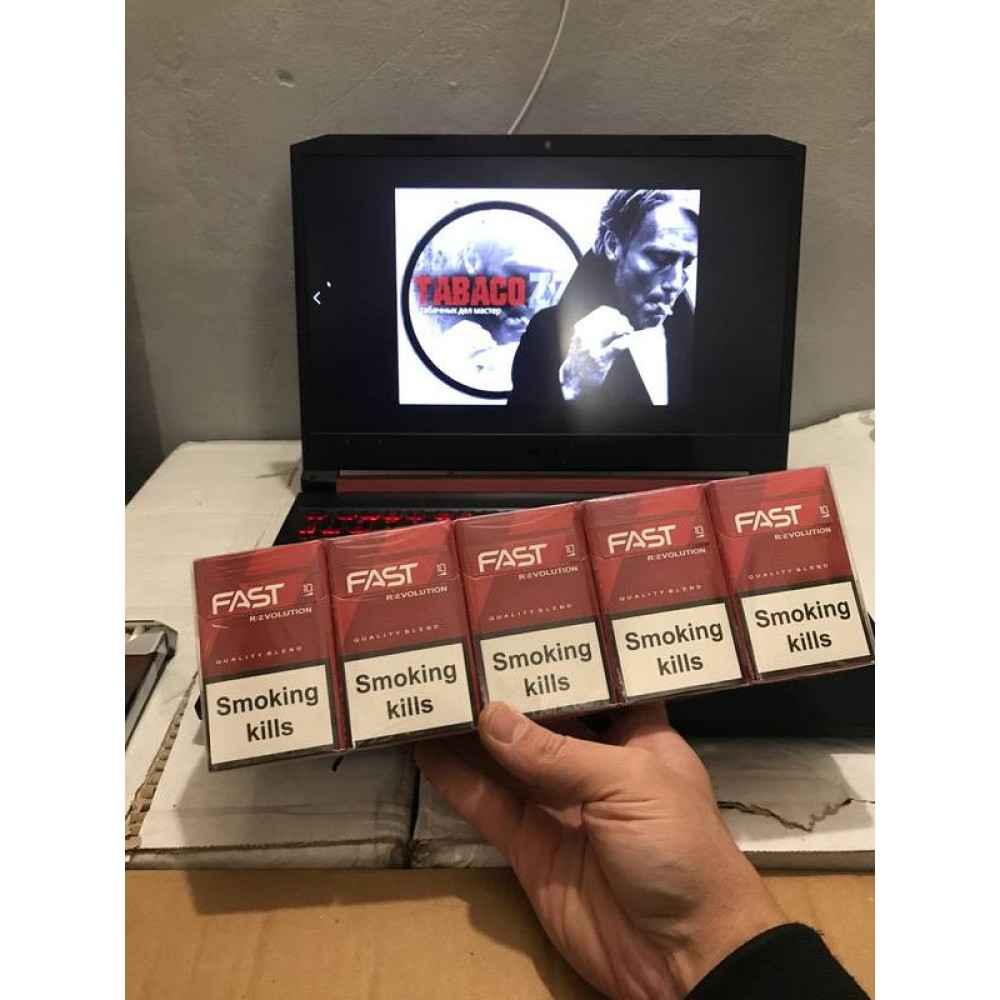 TABACO
табачных дел мастер
FAST 10
R:EVOLUTION
QUALITY BLEND
Smoking
kills
FAST 10
R:EVOLUTION
QUALITY BLEND
Smoking
kills
FAST 10
R:EVOLUTION
QUALITY BLEND
Smoking
kills
FAST 10
R:EVOLUTION
QUALITY BLEND
Smoking
kills
FAST 10
R:EVOLUTION
QUALITY BLEND
Smoking
kills